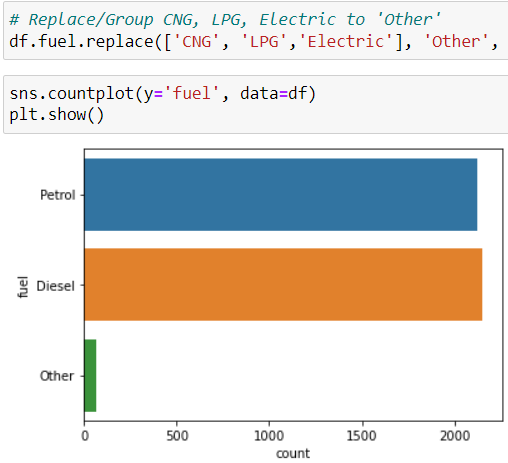 # Replace/Group CNG, LPG, Electric to 'Other'
df.fuel.replace(['CNG', 'LPG','Electric'], 'Other',
sns.countplot(y='fuel', data=df)
plt.show()
Petrol
Diesel
Other
fuel
0 500 1000 1500 2000
count